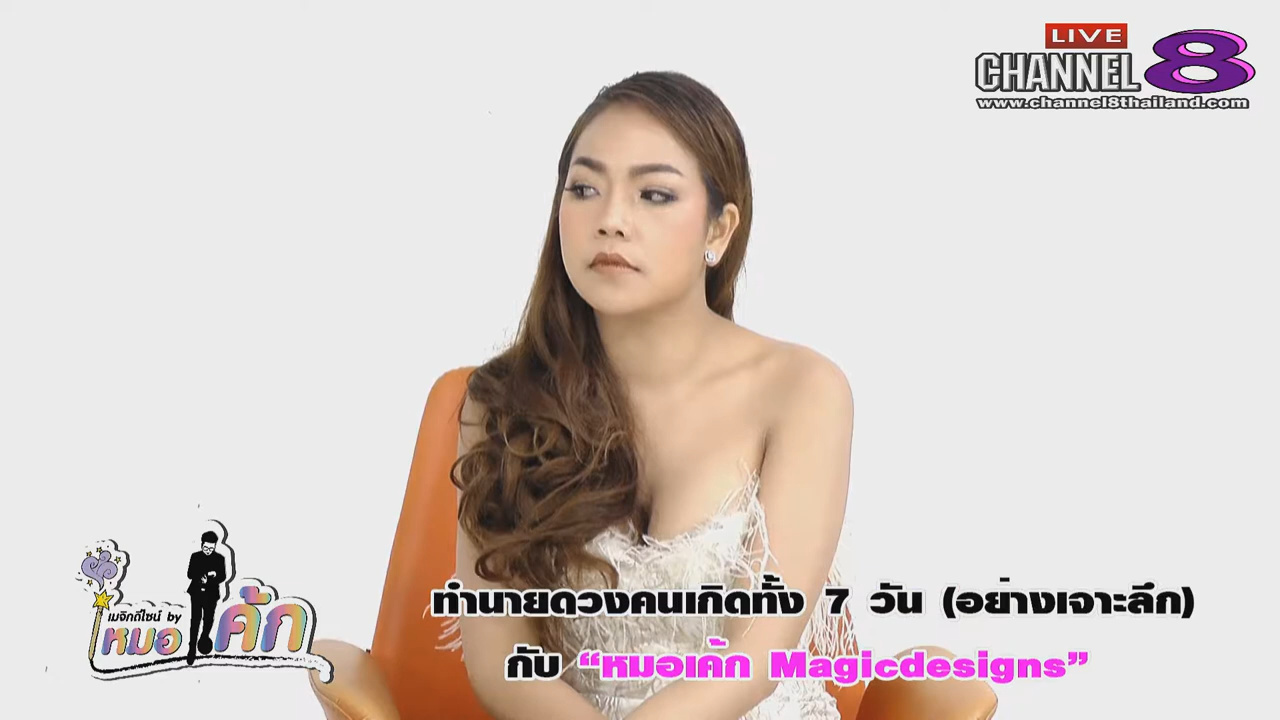 LIVE
CHANNEL 8
www.channel8thailand.com
เมจิกดีไซน์ by
หมอเค้ก
ทำนายดวงคนเกิดทั้ง 7 วัน (อย่างเจาะลึก)
กับ “หมอเค้ก Magicdesigns”